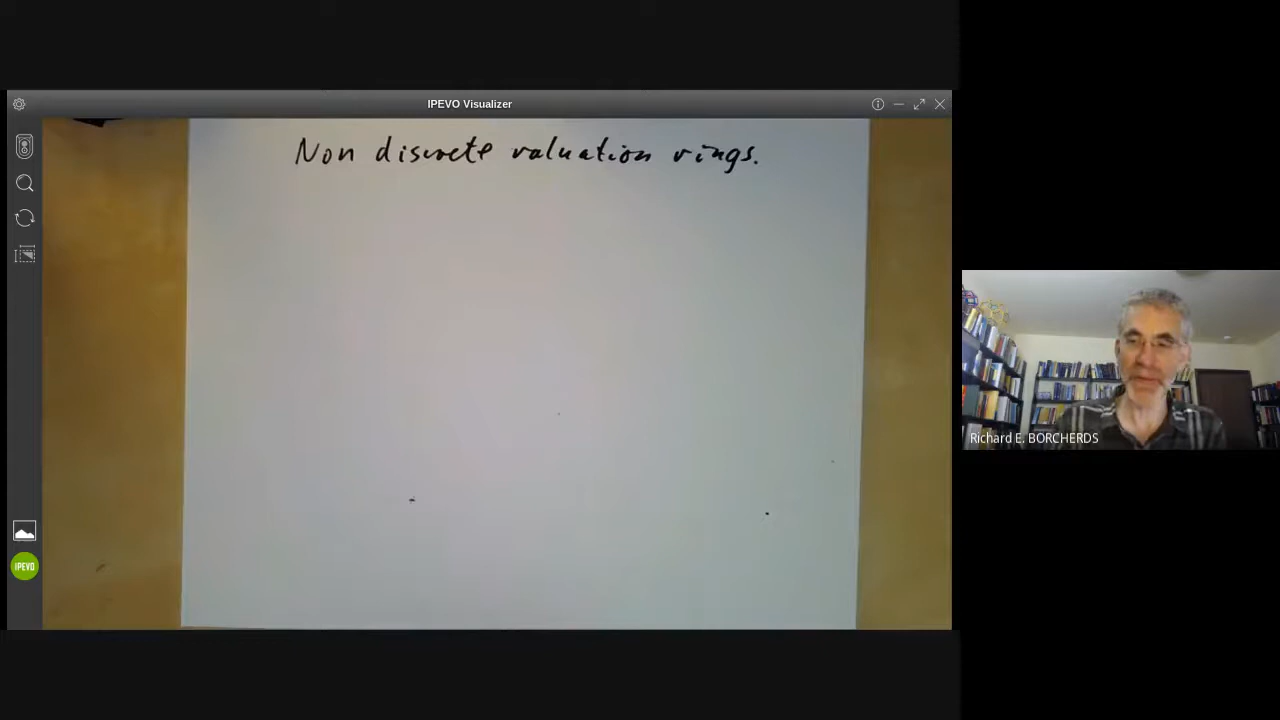 IPEVO Visualizer
Non discrete valuation rings.
IPEVO
Richard E. BORCHERDS